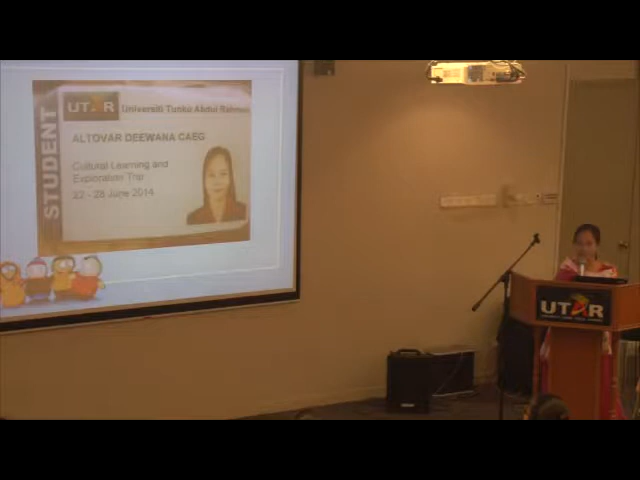 STUDENT
UTAR Universiti Tunku Abdul Rahman
ALTOVAR DEEWANA CAEG
Cultural Learning and
Exploration Trip
22 - 28 June 2014
UTAR